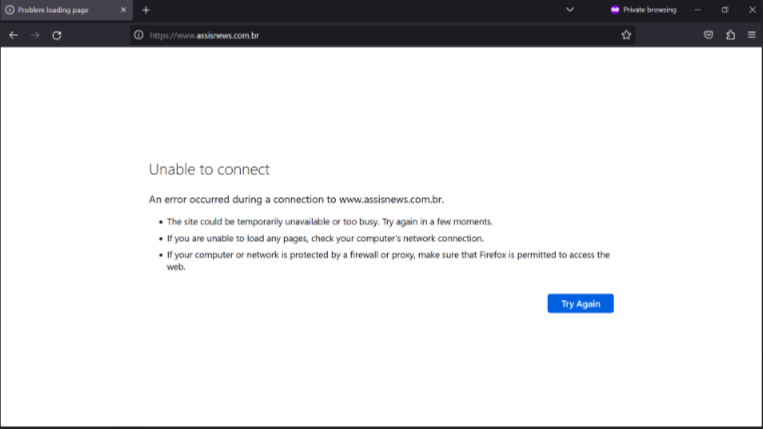 Problem loading page
Private browsing
https://www.assisnews.com.br
Unable to connect
An error occurred during a connection to www.assisnews.com.br.
• The site could be temporarily unavailable or too busy. Try again in a few moments.
• If you are unable to load any pages, check your computer's network connection.
• If your computer or network is protected by a firewall or proxy, make sure that Firefox is permitted to access the
web.
Try Again